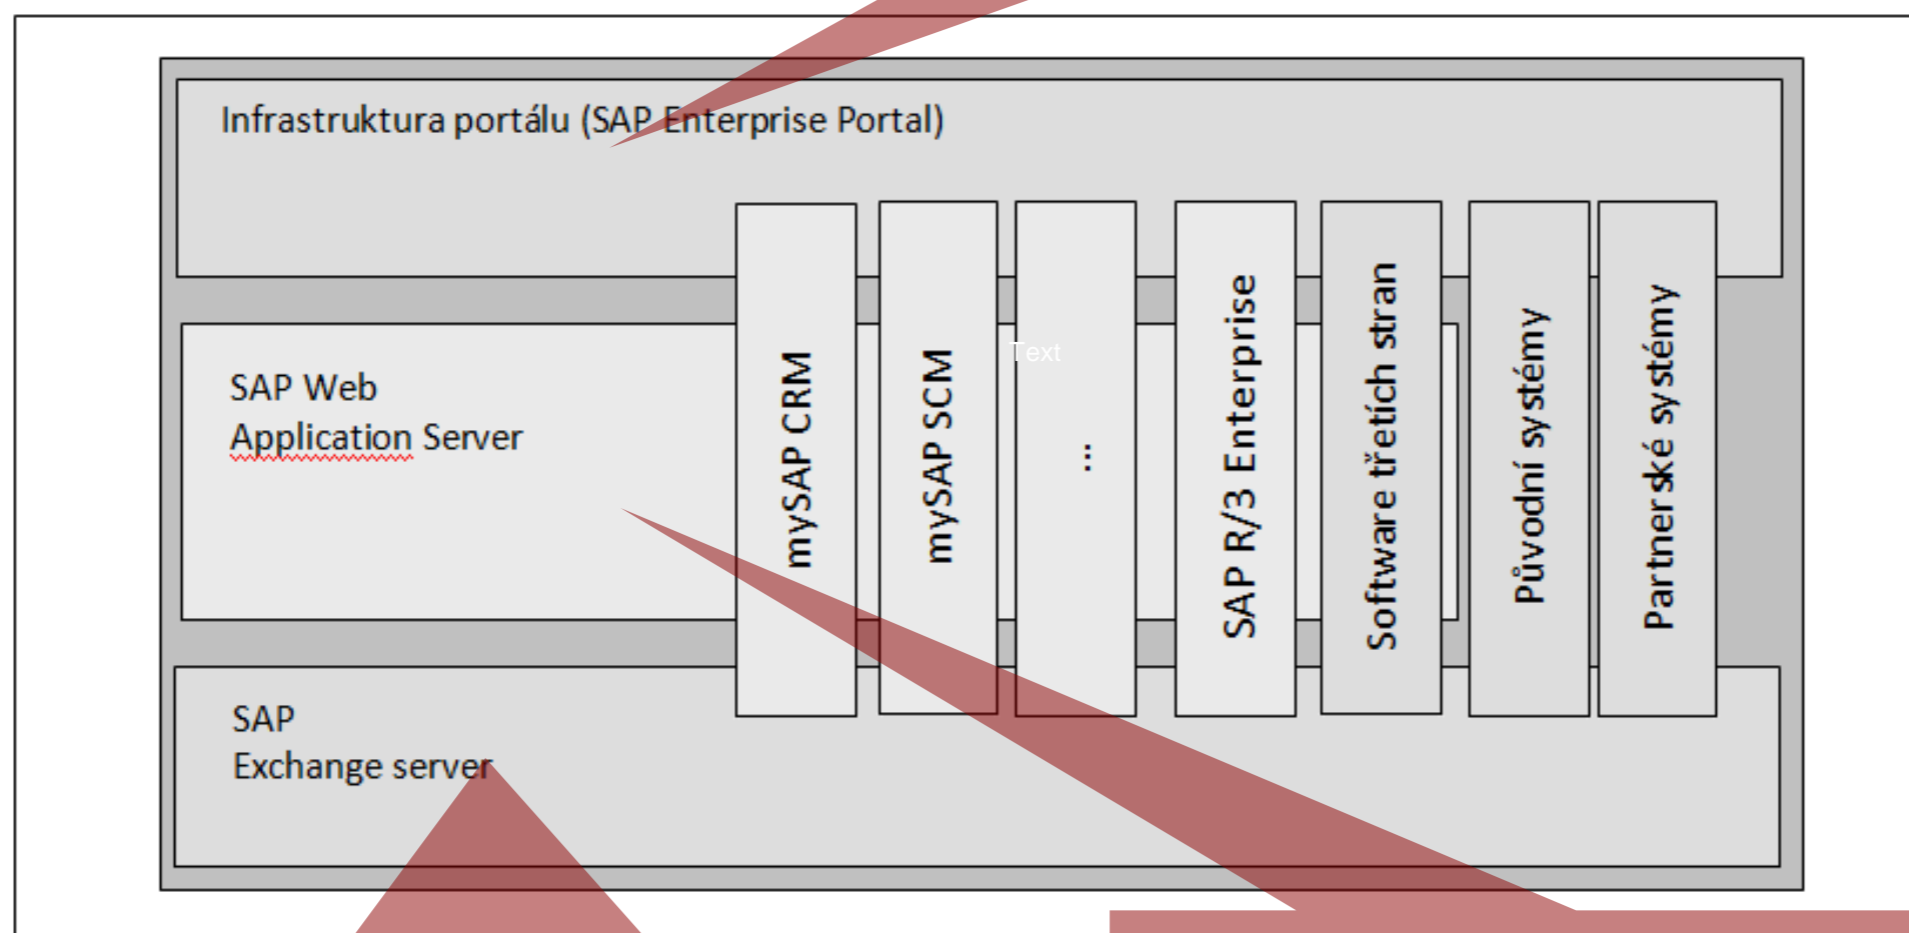 Infrastruktura portálu (SAP Enterprise Portal)
SAP Web
Application Server
SAP
Exchange server
mySAP CRM
mySAP SCM
Text
...
SAP R/3 Enterprise
Software třetích stran
Původní systémy
Partnerské systémy